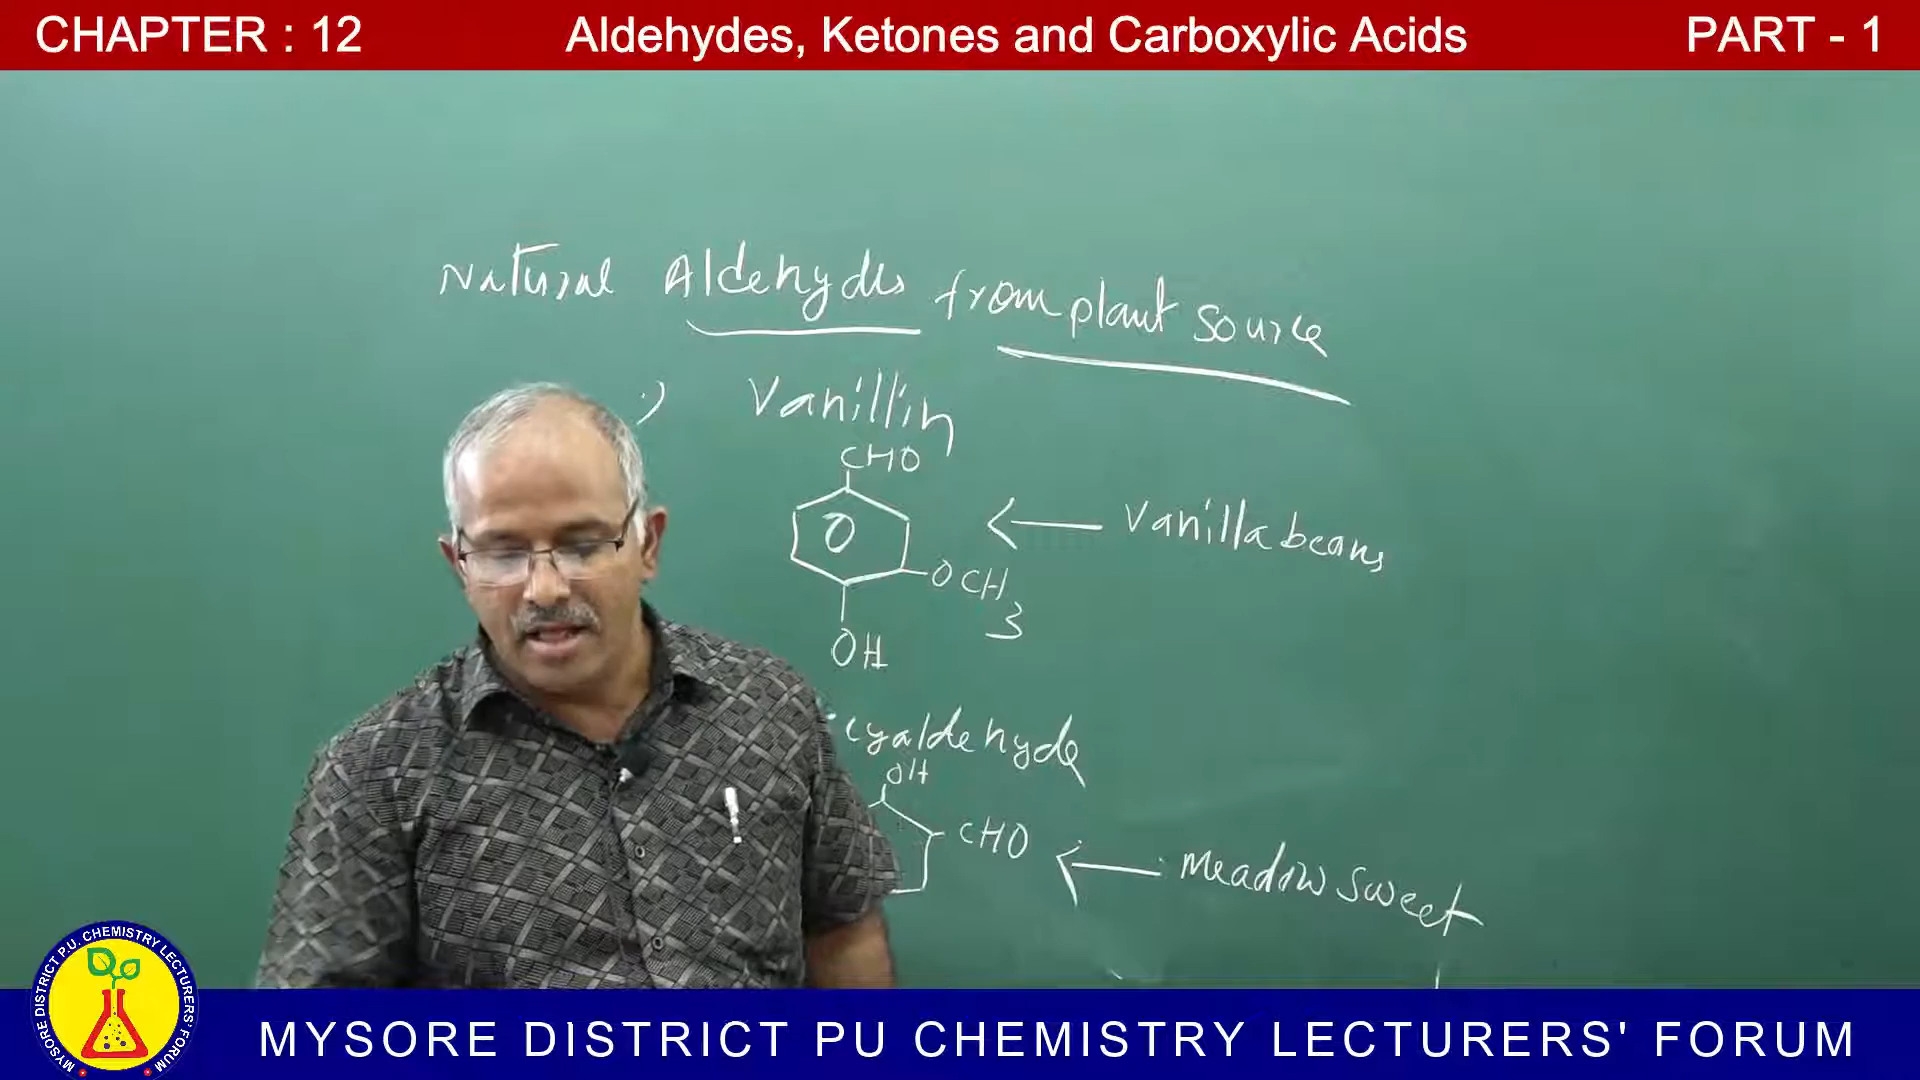 CHAPTER : 12 Aldehydes, Ketones and Carboxylic Acids PART - 1
Natural Aldehydes from plant source
Vanillin
CHO
Vanilla beans
OCH3
OH
cyaldehyde
OH
CHO
Meadow sweet
MYSORE DISTRICT P.U. CHEMISTRY LECTURERS' FORUM
MYSORE DISTRICT PU CHEMISTRY LECTURERS' FORUM